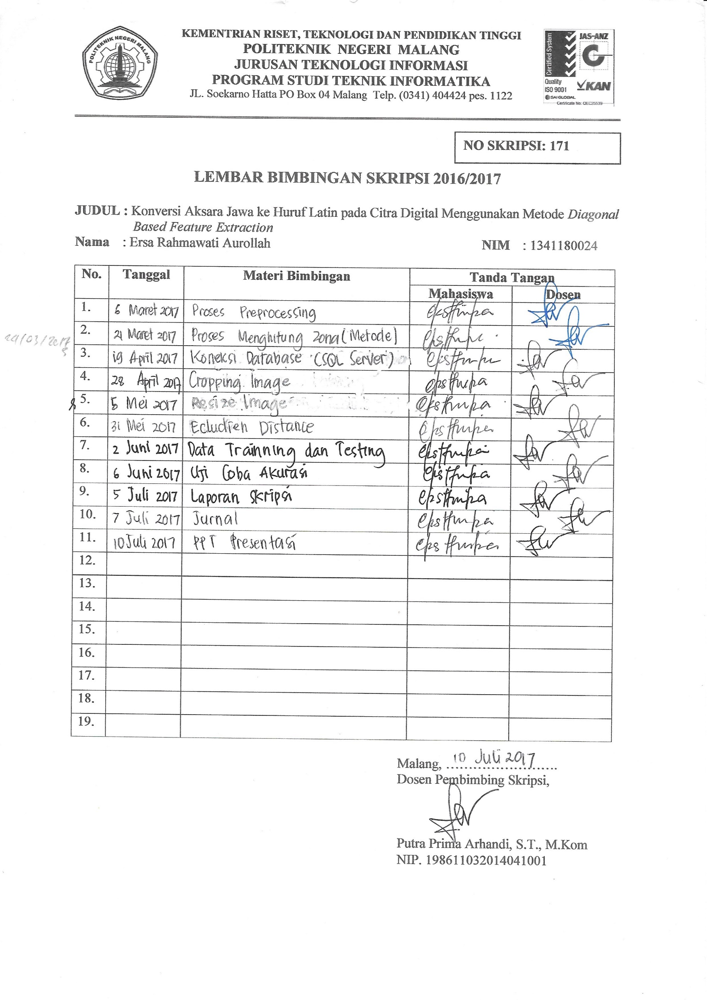 POLITEKNIK NEGERI MALANG
KEMENTRIAN RISET, TEKNOLOGI DAN PENDIDIKAN TINGGI
POLITEKNIK NEGERI MALANG
JURUSAN TEKNOLOGI INFORMASI
PROGRAM STUDI TEKNIK INFORMATIKA
JL. Soekarno Hatta PO Box 04 Malang Telp. (0341) 404424 pes. 1122
Certified System
JAS-ANZ
Quality
ISO 9001
KAN
SAI GLOBAL
Certificate No: QEC25539
NO SKRIPSI: 171
LEMBAR BIMBINGAN SKRIPSI 2016/2017
JUDUL : Konversi Aksara Jawa ke Huruf Latin pada Citra Digital Menggunakan Metode Diagonal
Based Feature Extraction
Nama : Ersa Rahmawati Aurollah NIM : 1341180024
No. Tanggal Materi Bimbingan Tanda Tangan
Mahasiswa Dosen
1. 6 Maret 2017 Proses Preprocessing
2. 21 Maret 2017 Proses Menghitung Zona (Metode)
24/03/2017
3. 19 April 2017 Koneksi Database (SQL Server)
4. 28 April 2017 Cropping Image
5. 5 Mei 2017 Resize Image
6. 31 Mei 2017 Ecludien Distance
7. 2 Juni 2017 Data Trainning dan Testing
8. 6 Juni 2017 Uji Coba Akurasi
9. 5 Juli 2017 Laporan Skripsi
10. 7 Juli 2017 Jurnal
11. 10 Juli 2017 PPT Presentasi
12.
13.
14.
15.
16.
17.
18.
19.
Malang, 10 Juli 2017
Dosen Pembimbing Skripsi,
Putra Prima Arhandi, S.T., M.Kom
NIP. 198611032014041001